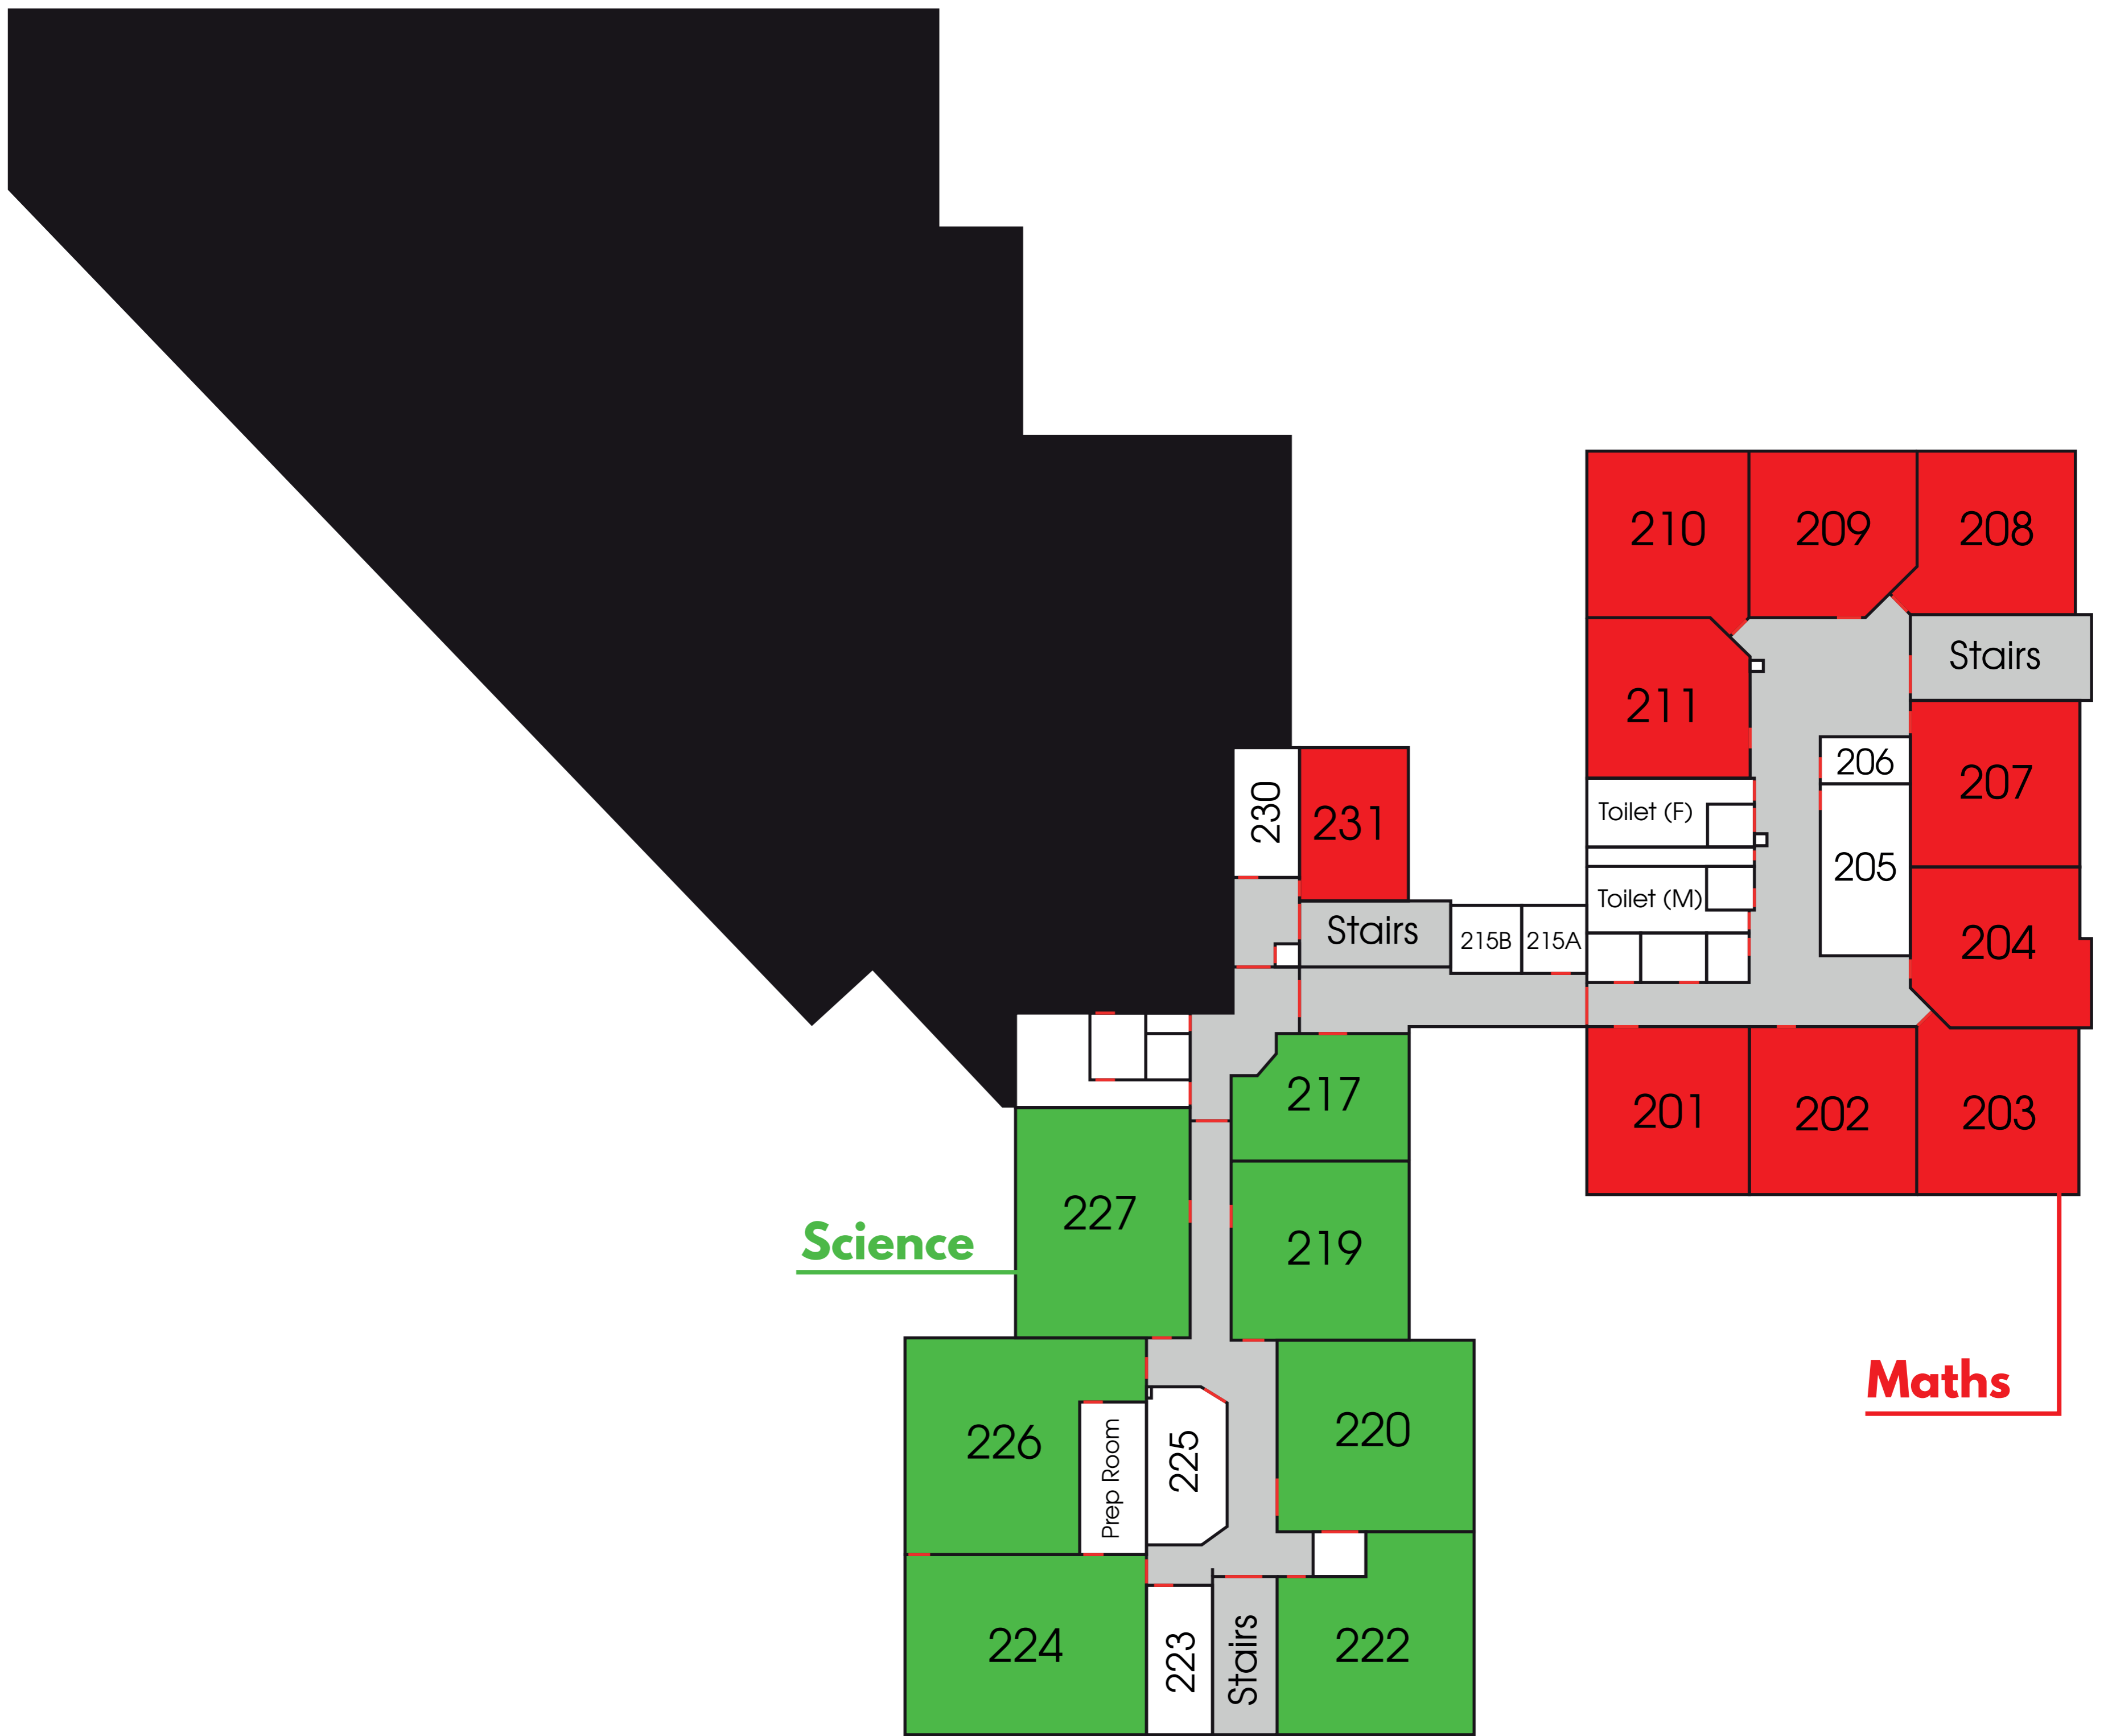 210
209
208
Stairs
211
206
207
230
231
Toilet (F)
205
Toilet (M)
Stairs
215B
215A
204
217
201
202
203
227
Science
219
Maths
220
226
Prep Room
225
224
223
Stairs
222